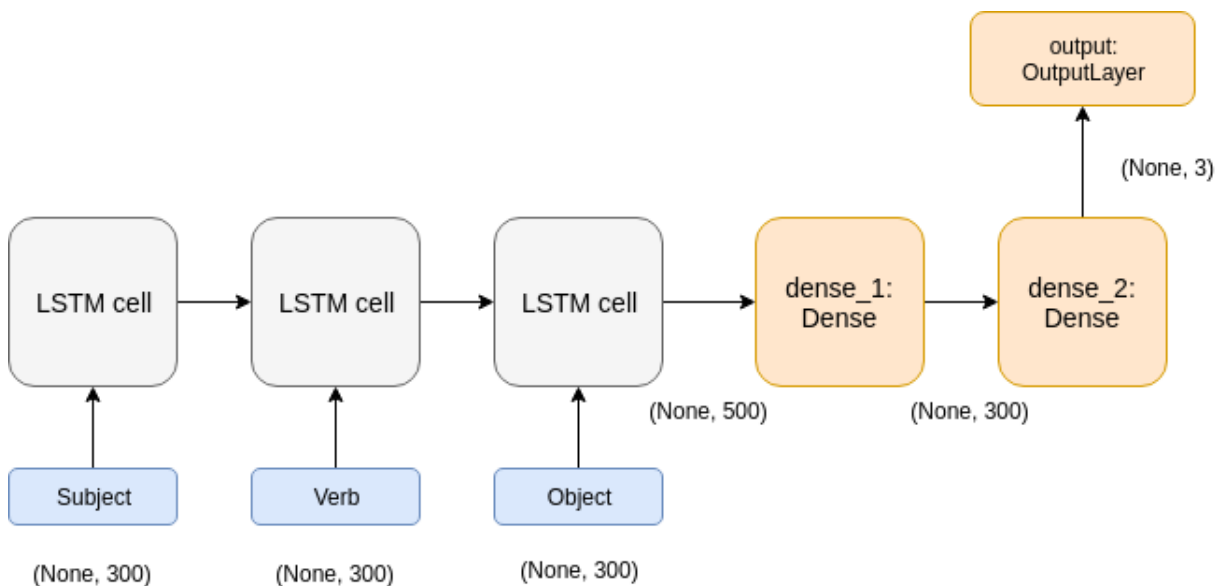 output:
OutputLayer
(None, 3)
LSTM cell
LSTM cell
LSTM cell
dense_1:
Dense
dense_2:
Dense
(None, 500)
(None, 300)
Subject
Verb
Object
(None, 300)
(None, 300)
(None, 300)